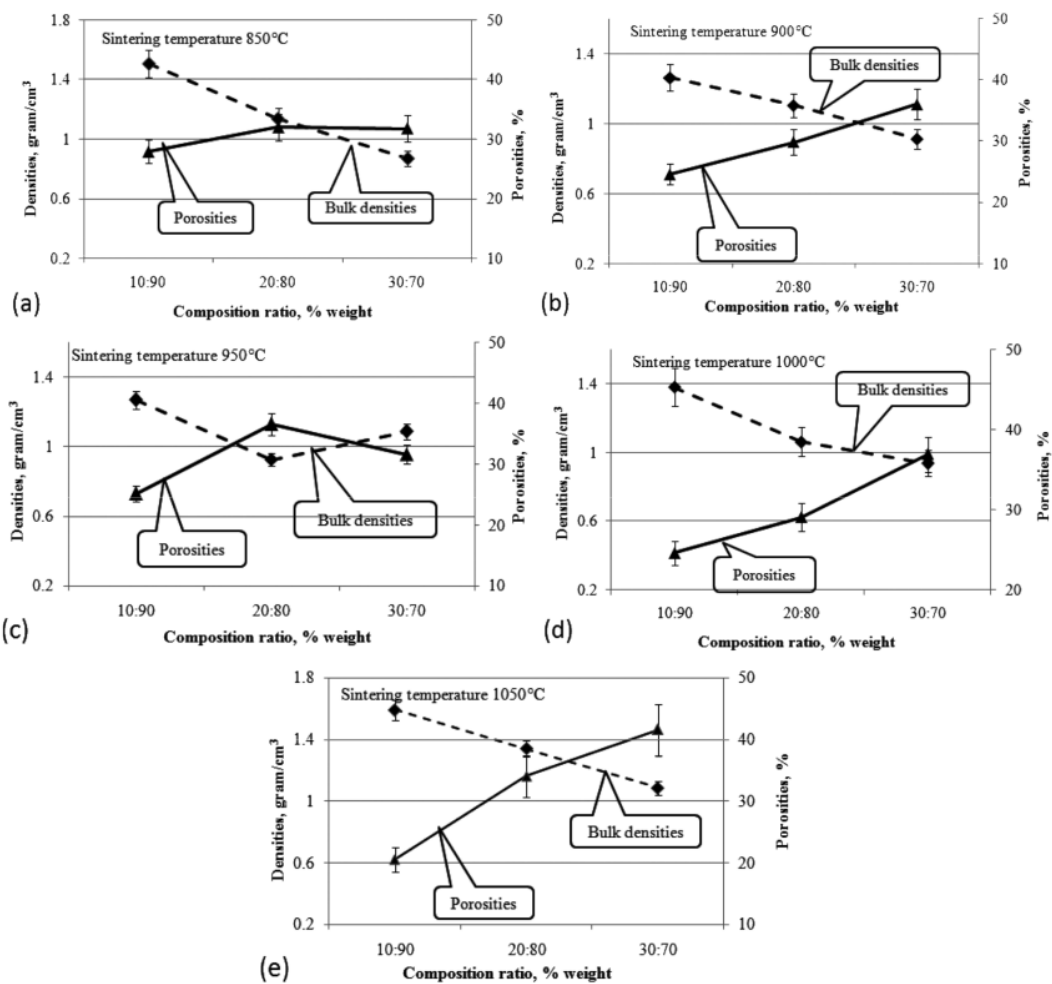 (a)
Sintering temperature 850°C
Densities, gram/cm³
1.8
1.4
1
0.6
0.2
50
40
30
20
10
Porosities, %
Porosities
Bulk densities
10:90 20:80 30:70
Composition ratio, % weight
(b)
Sintering temperature 900°C
Densities, gram/cm³
1.4
1
0.6
0.2
50
40
30
20
10
Porosities, %
Bulk densities
Porosities
10:90 20:80 30:70
Composition ratio, % weight
(c)
Sintering temperature 950°C
Densities, gram/cm³
1.4
1
0.6
0.2
50
40
30
20
10
Porosities, %
Porosities
Bulk densities
10:90 20:80 30:70
Composition ratio, % weight
(d)
Sintering temperature 1000°C
Densities, gram/cm³
1.4
1
0.6
0.2
50
40
30
20
Porosities, %
Bulk densities
Porosities
10:90 20:80 30:70
Composition ratio, % weight
(e)
Sintering temperature 1050°C
Densities, gram/cm³
1.8
1.4
1
0.6
0.2
50
40
30
20
10
Porosities, %
Bulk densities
Porosities
10:90 20:80 30:70
Composition ratio, % weight